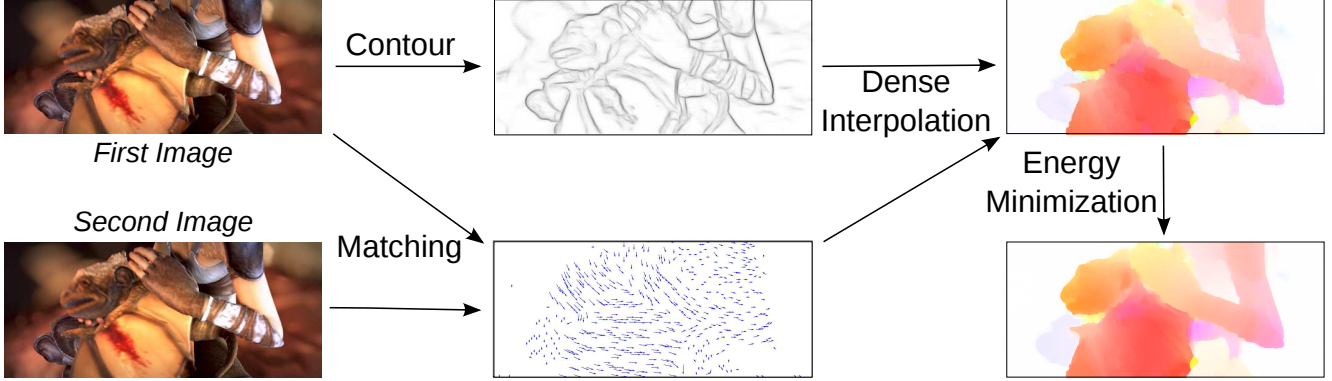 Contour
First Image
Second Image
Matching
Dense
Interpolation
Energy
Minimization